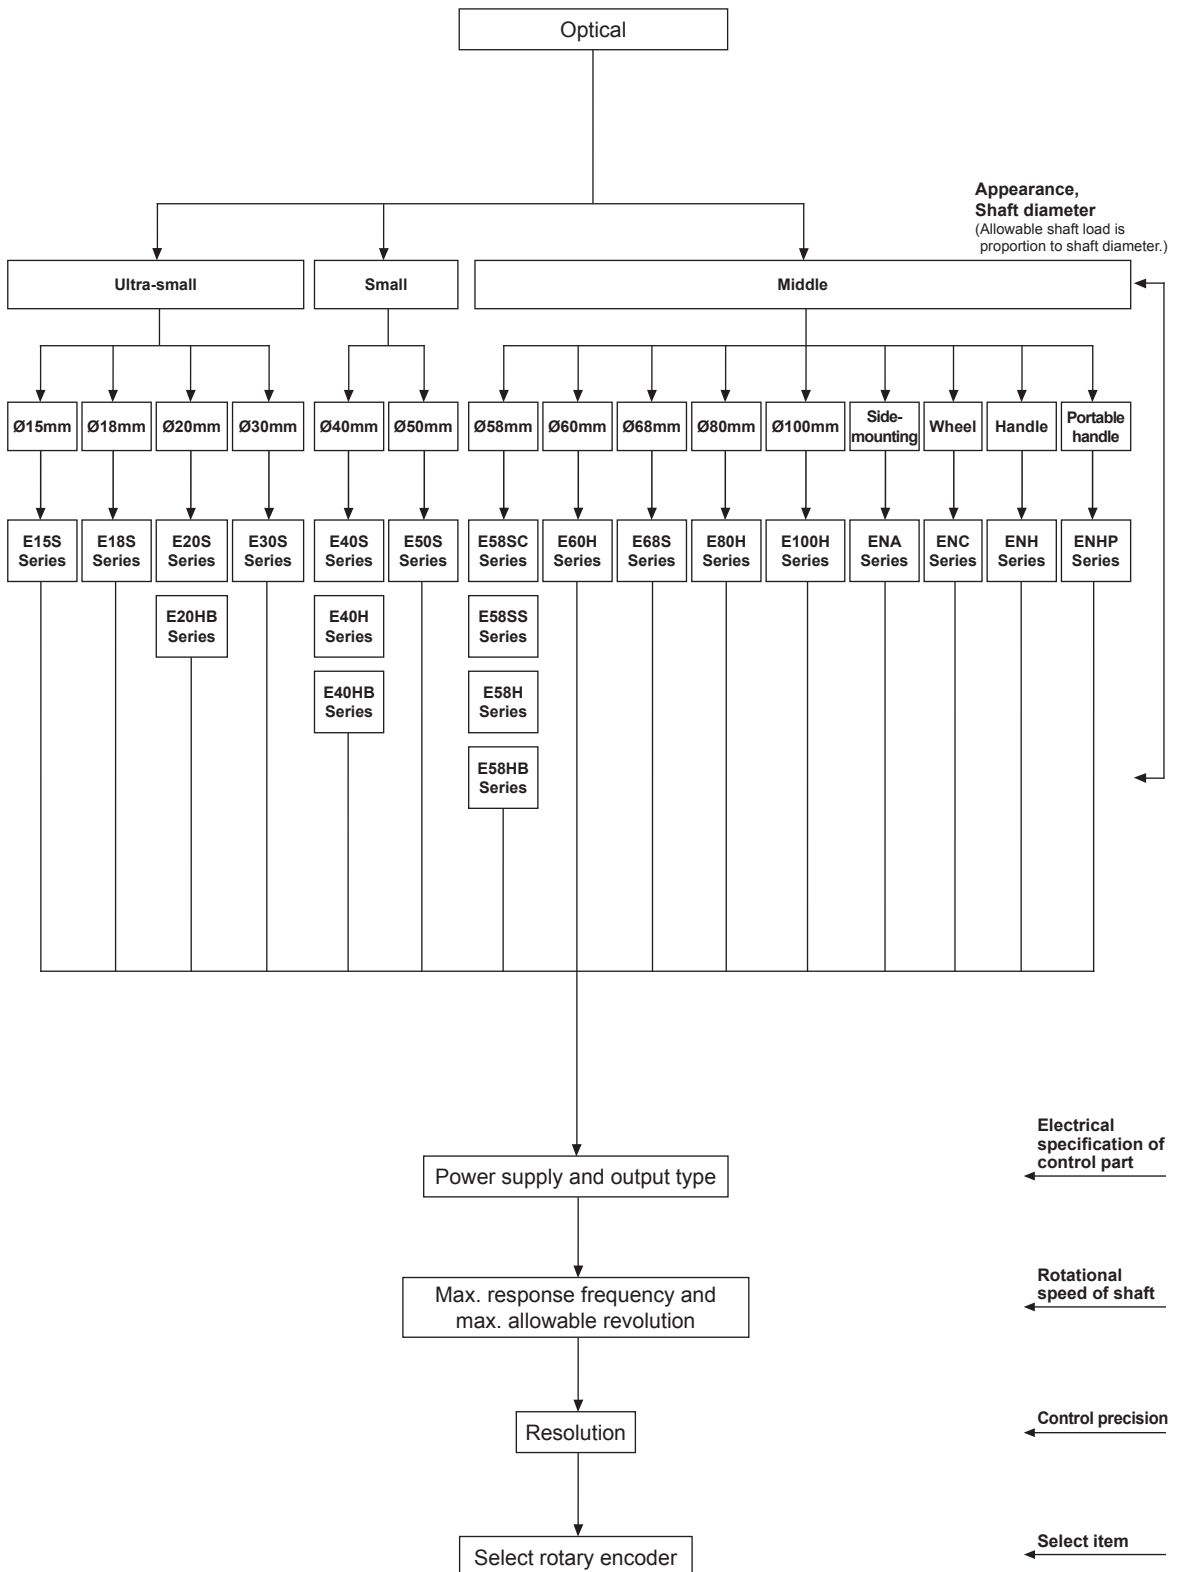 Optical
Appearance,
Shaft diameter
(Allowable shaft load is
proportion to shaft diameter.)
Ultra-small
Small
Middle
Ø15mm
Ø18mm
Ø20mm
Ø30mm
Ø40mm
Ø50mm
Ø58mm
Ø60mm
Ø68mm
Ø80mm
Ø100mm
Side-
mounting
Wheel
Handle
Portable
handle
E15S
Series
E18S
Series
E20S
Series
E30S
Series
E40S
Series
E50S
Series
E58SC
Series
E60H
Series
E68S
Series
E80H
Series
E100H
Series
ENA
Series
ENC
Series
ENH
Series
ENHP
Series
E20HB
Series
E40H
Series
E58SS
Series
E40HB
Series
E58H
Series
E58HB
Series
Electrical
specification of
control part
Power supply and output type
Rotational
speed of shaft
Max. response frequency and
max. allowable revolution
Control precision
Resolution
Select item
Select rotary encoder